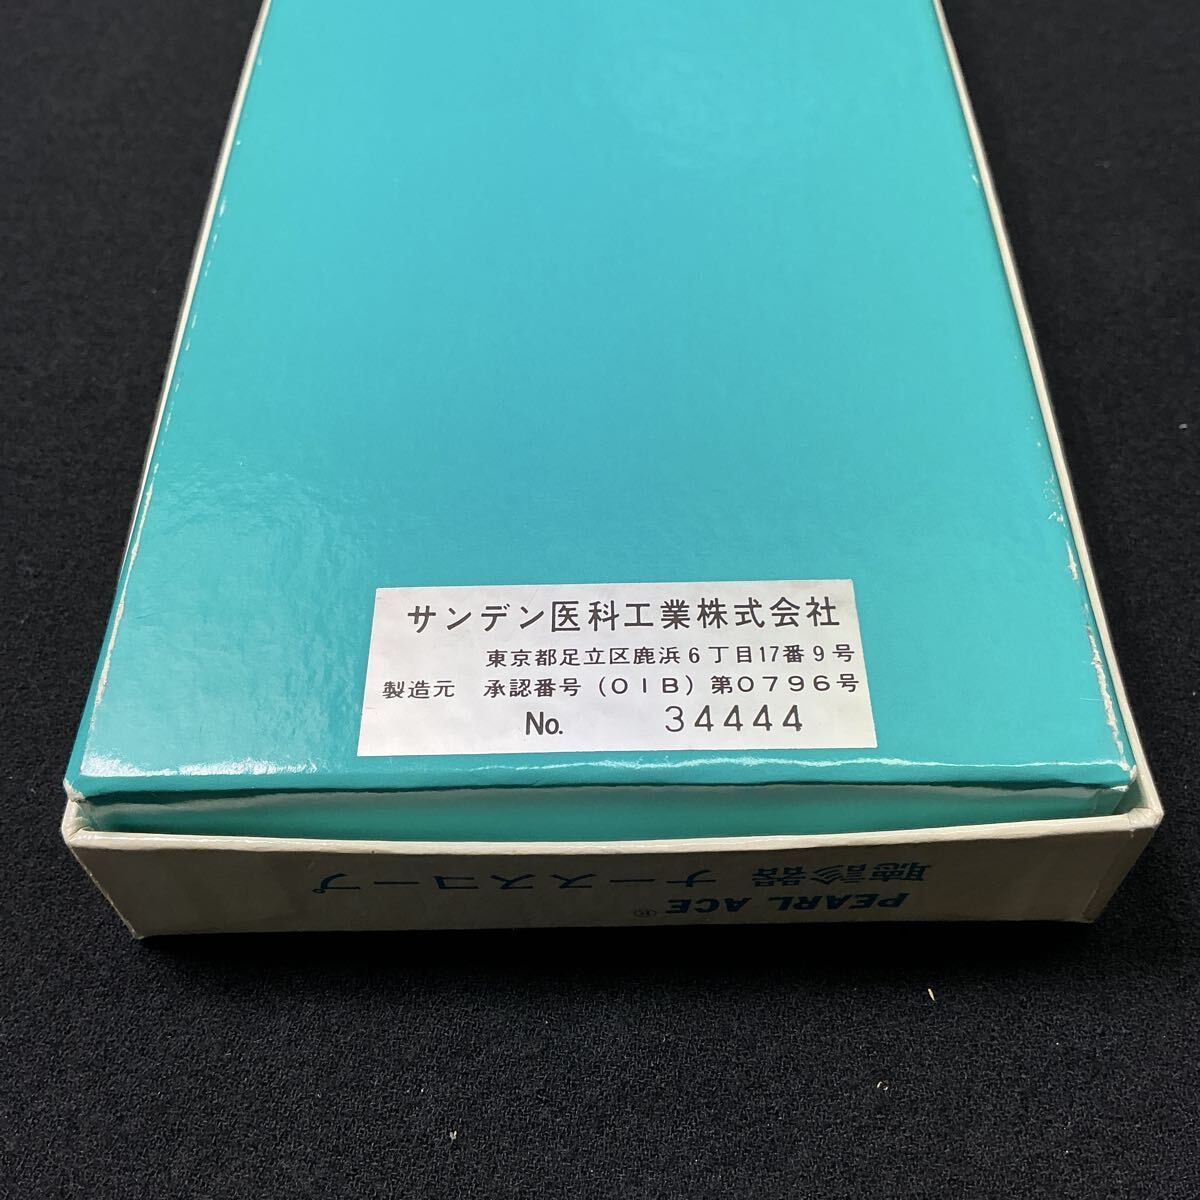 サンデン医科工業株式会社
東京都足立区鹿浜6丁目17番9号
製造元 承認番号(01B)第0796号
No. 34444
PEARL ACE®
聴診器 ナーススコープ